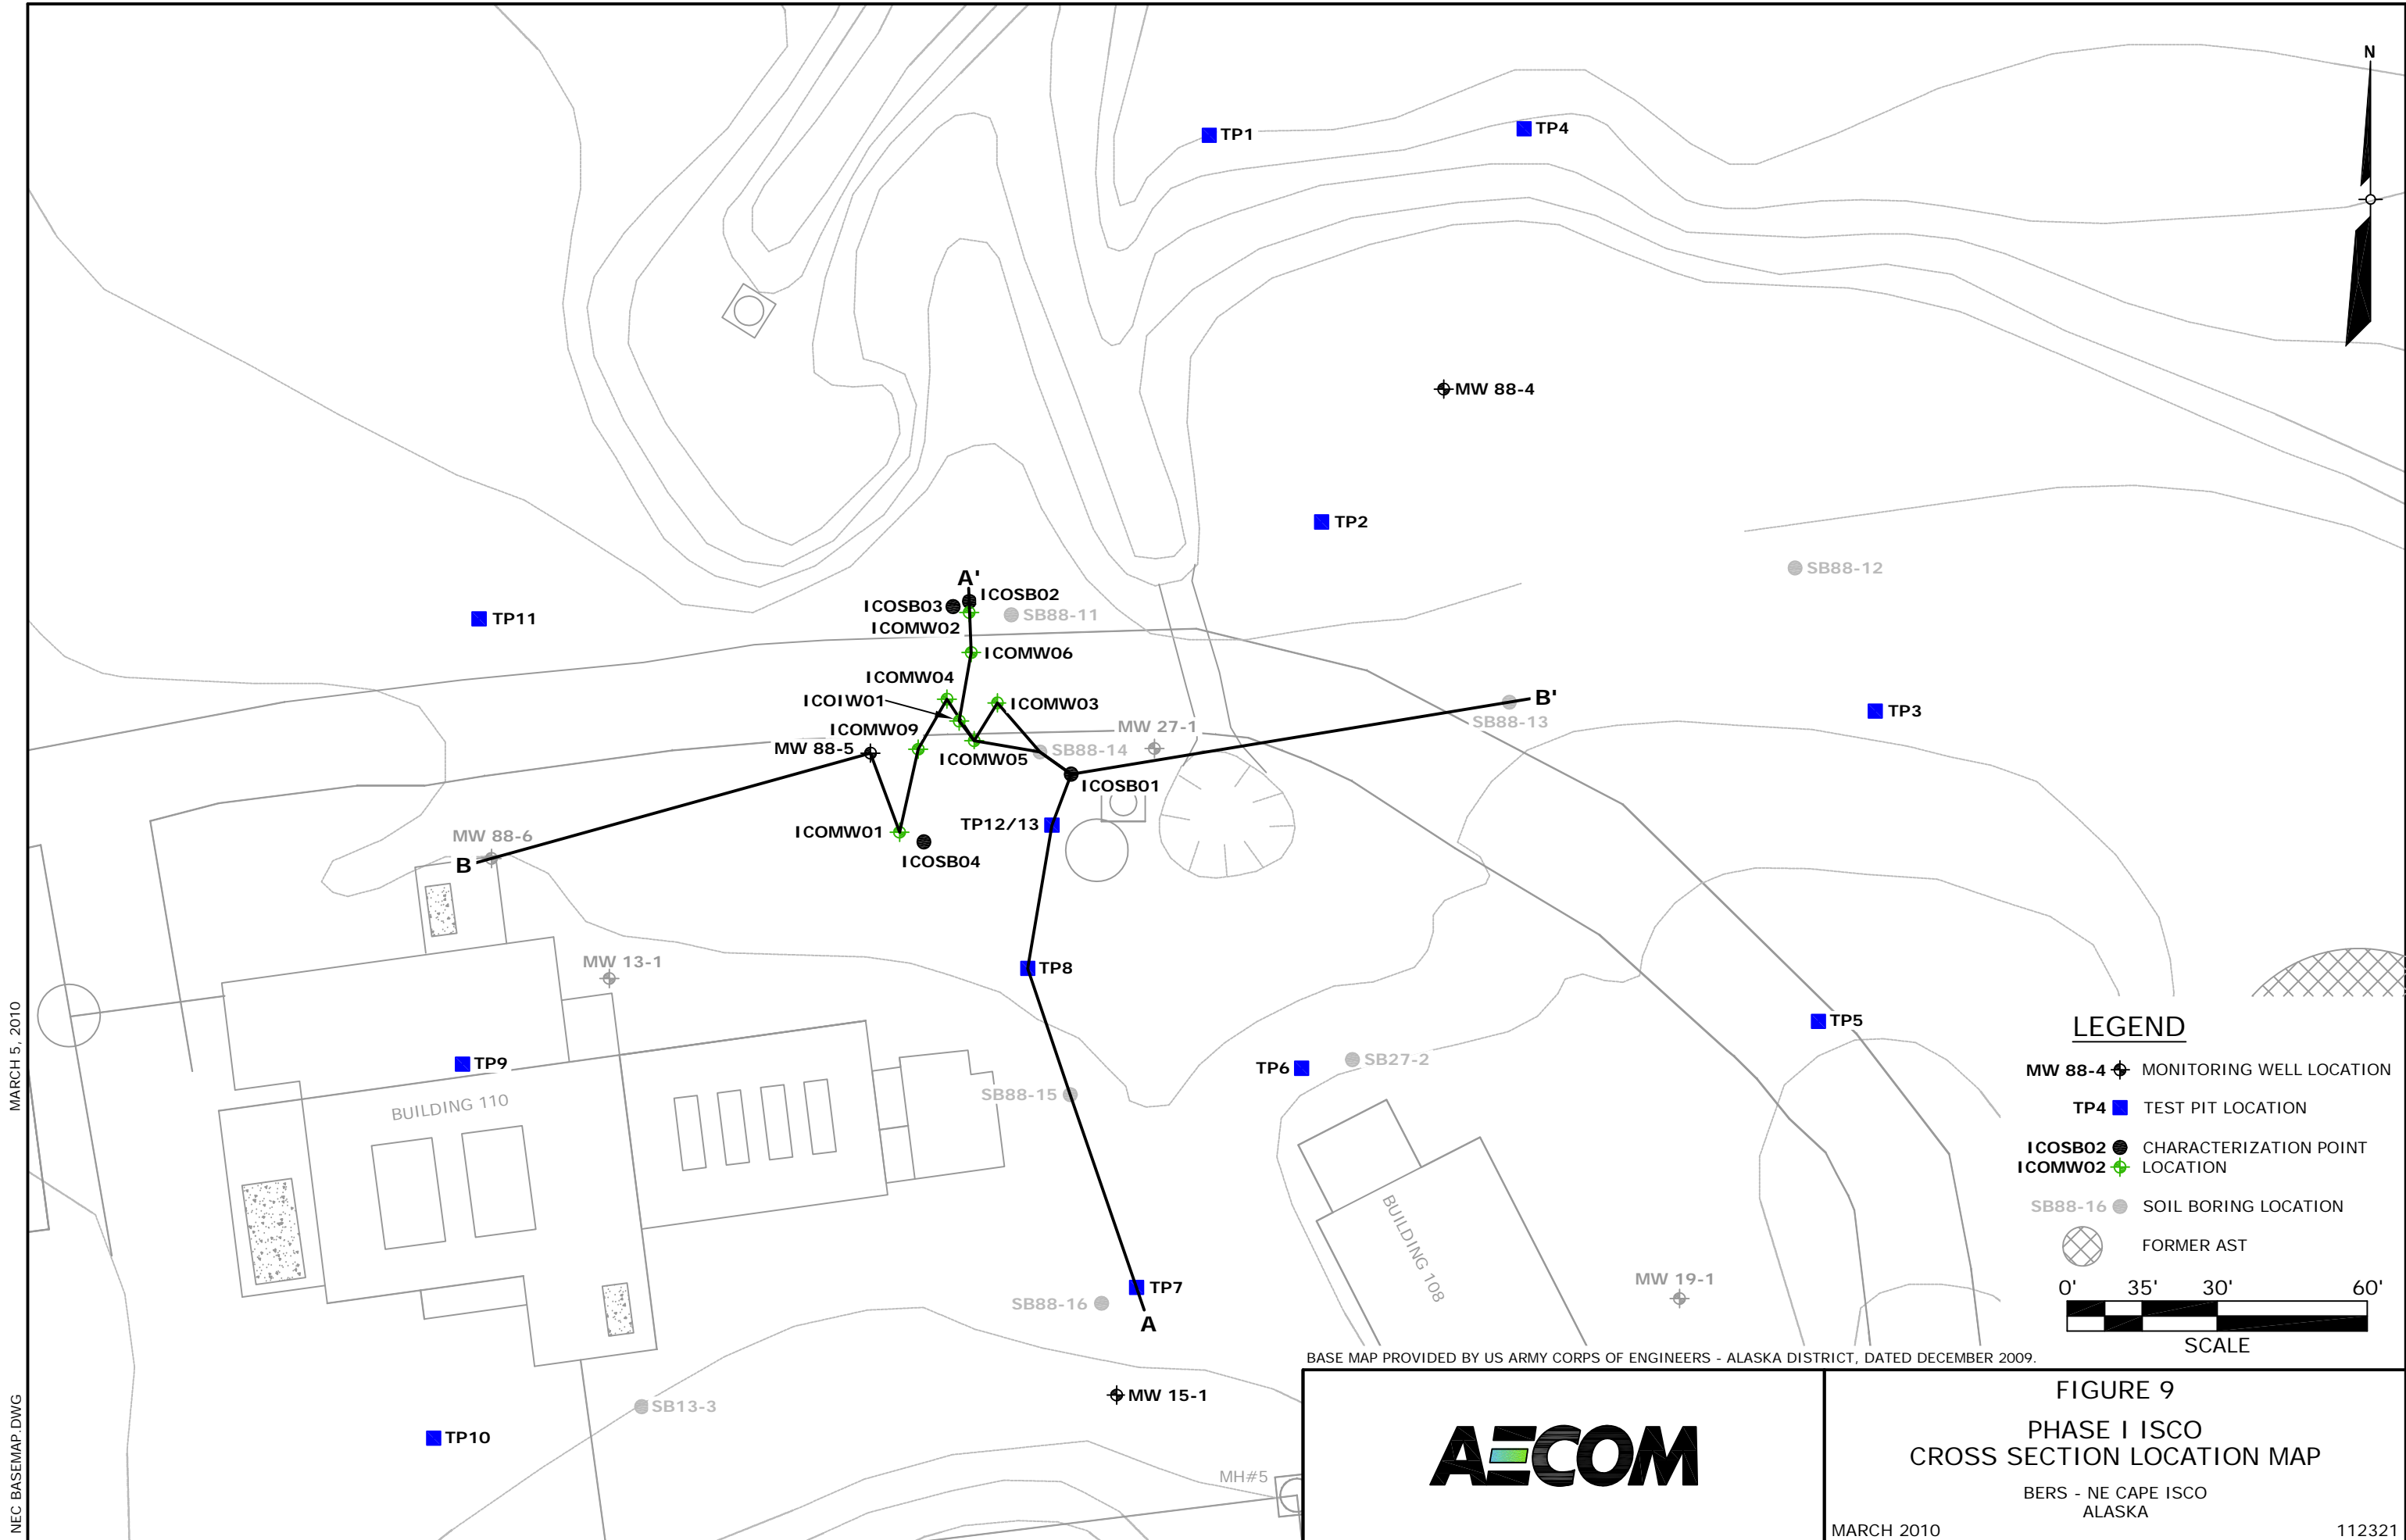 N
TP1
TP4
MW 88-4
TP2
SB88-12
A'
ICOSB02
ICOSB03
SB88-11
TP11
ICOMW02
ICOMW06
ICOMW04
ICOIW01
ICOMW03
B'
SB88-13
TP3
MW 27-1
ICOMW09
MW 88-5
SB88-14
ICOMW05
ICOSB01
TP12/13
ICOMW01
ICOSB04
MW 88-6
B
MW 13-1
TP8
TP5
TP9
TP6
SB27-2
SB88-15
BUILDING 110
BUILDING 108
TP7
SB88-16
A
MW 19-1
MW 15-1
SB13-3
TP10
MH#5
LEGEND
MW 88-4 MONITORING WELL LOCATION
TP4 TEST PIT LOCATION
ICOSB02 CHARACTERIZATION POINT
ICOMW02 LOCATION
SB88-16 SOIL BORING LOCATION
FORMER AST
0' 35' 30' 60'
SCALE
BASE MAP PROVIDED BY US ARMY CORPS OF ENGINEERS - ALASKA DISTRICT, DATED DECEMBER 2009.
AECOM
FIGURE 9
PHASE I ISCO
CROSS SECTION LOCATION MAP
BERS - NE CAPE ISCO
ALASKA
MARCH 2010
112321
MARCH 5, 2010
NEC BASEMAP.DWG